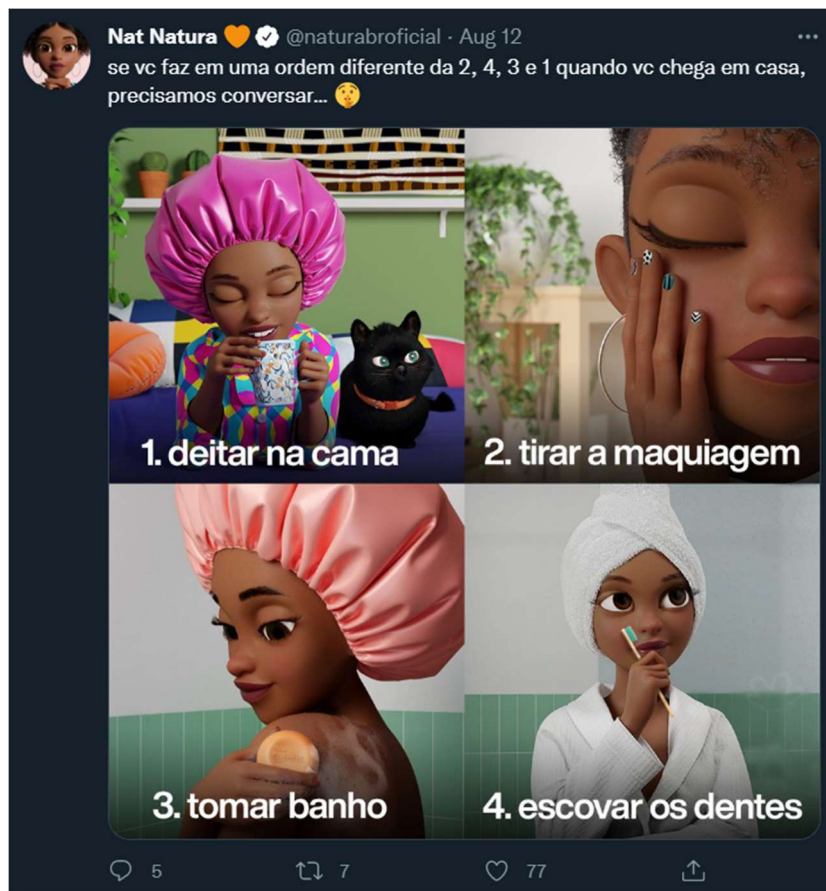 Nat Natura 🧡 @naturabroficial · Aug 12
se vc faz em uma ordem diferente da 2, 4, 3 e 1 quando vc chega em casa,
precisamos conversar... 🤫
1. deitar na cama
2. tirar a maquiagem
3. tomar banho
4. escovar os dentes
5 7 77